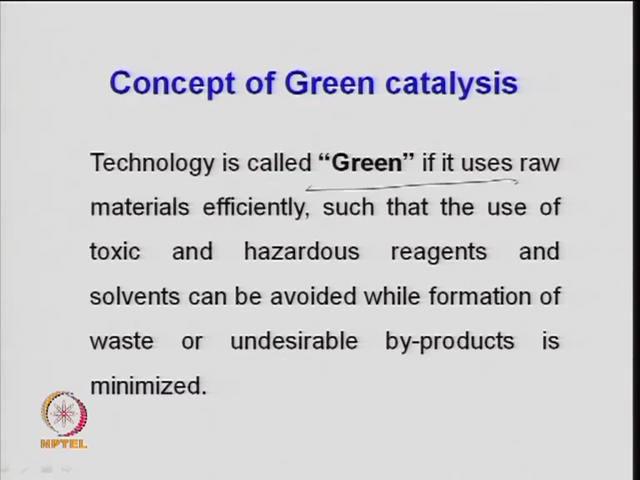 Concept of Green catalysis
Technology is called “Green” if it uses raw
materials efficiently, such that the use of
toxic and hazardous reagents and
solvents can be avoided while formation of
waste or undesirable by-products is
minimized.
NPTEL